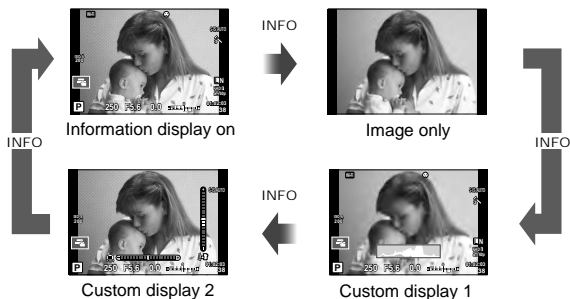 INFO
Information display on
Image only
INFO
INFO
P 250 F5.6 0.0
38
INFO
Custom display 2
Custom display 1
P 250 F5.6 0.0
38
250 F5.6 0.0
38